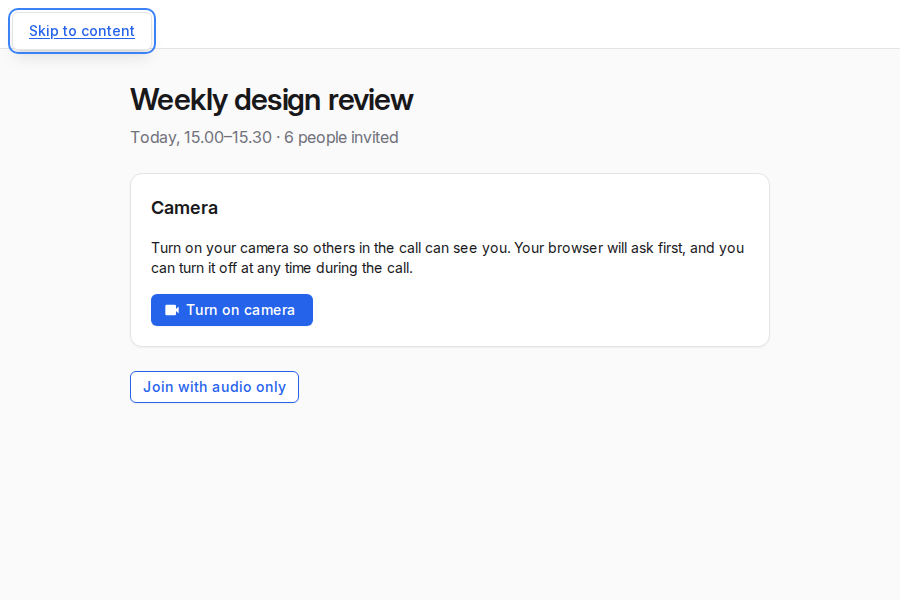 Skip to content
Weekly design review
Today, 15.00–15.30 · 6 people invited
Camera
Turn on your camera so others in the call can see you. Your browser will ask first, and you
can turn it off at any time during the call.
Turn on camera
Join with audio only